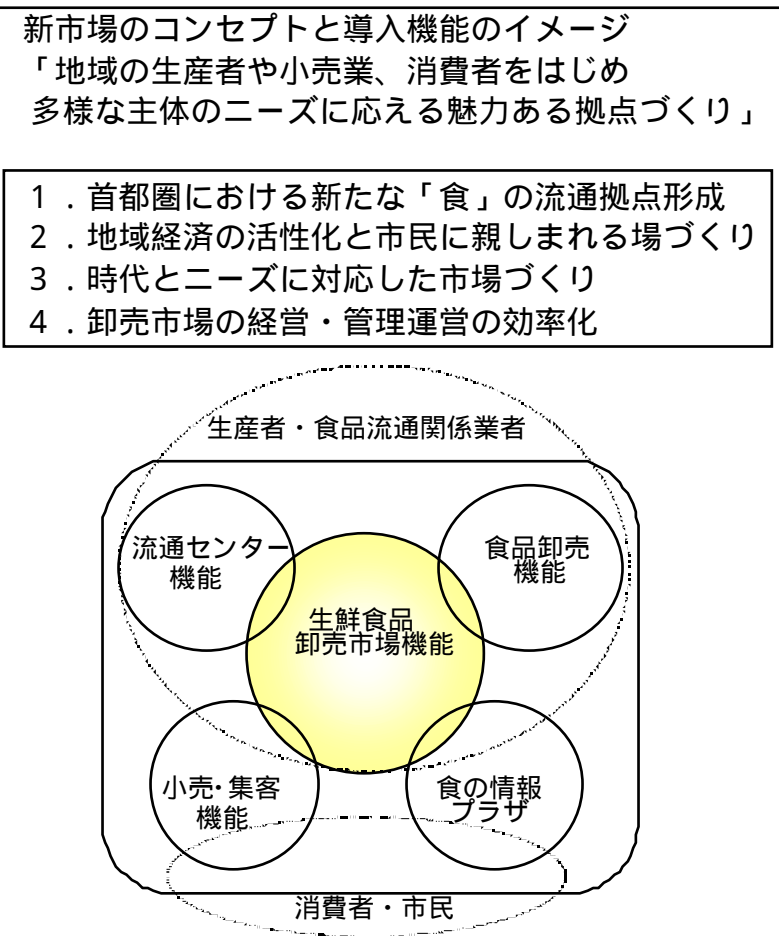 新市場のコンセプトと導入機能のイメージ
「地域の生産者や小売業、消費者をはじめ
多様な主体のニーズに応える魅力ある拠点づくり」
1．首都圏における新たな「食」の流通拠点形成
2．地域経済の活性化と市民に親しまれる場づくり
3．時代とニーズに対応した市場づくり
4．卸売市場の経営・管理運営の効率化
生産者・食品流通関係業者
流通センター
機能
食品卸売
機能
生鮮食品
卸売市場機能
小売・集客
機能
食の情報
プラザ
消費者・市民